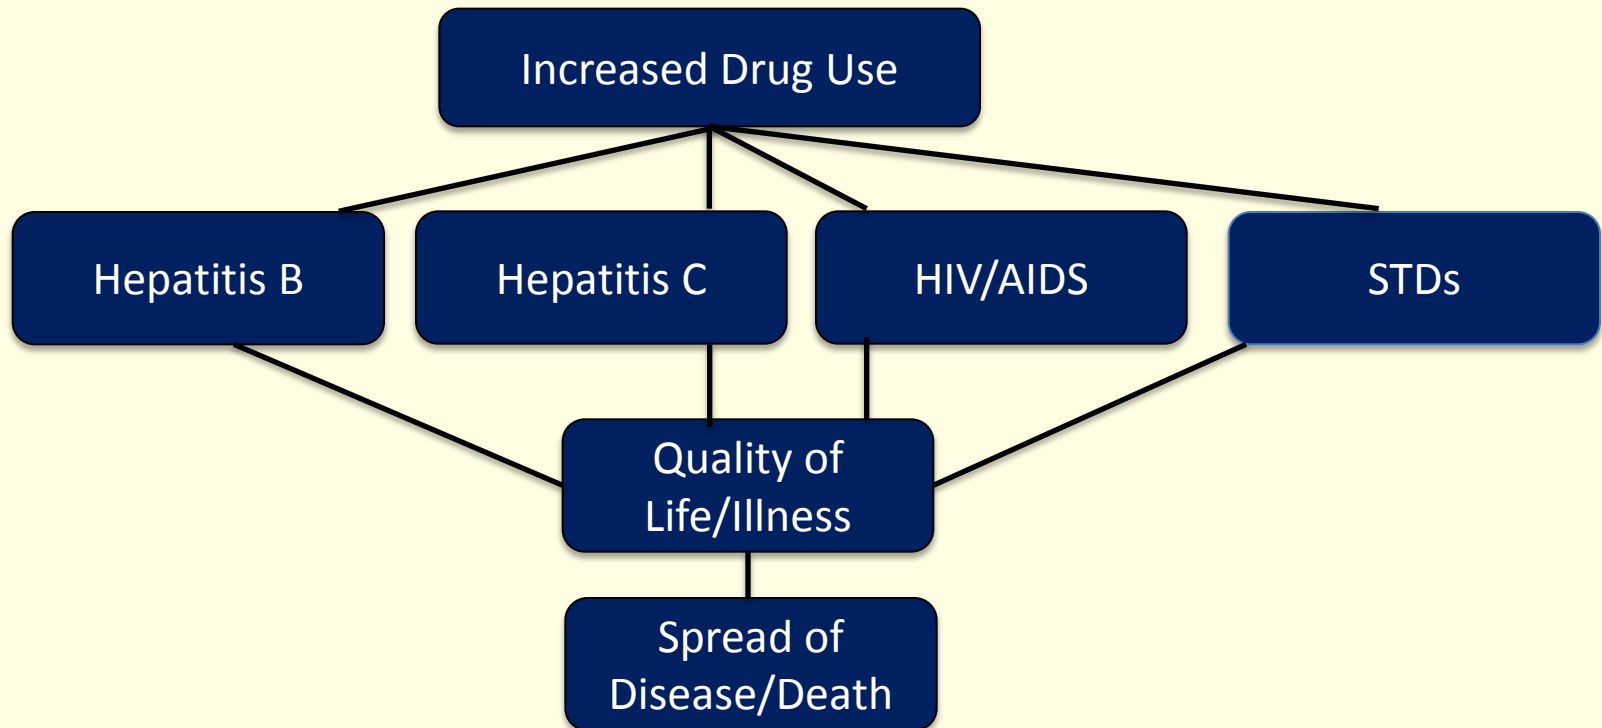 Increased Drug Use
Hepatitis B
Hepatitis C
HIV/AIDS
STDs
Quality of
Life/Illness
Spread of
Disease/Death